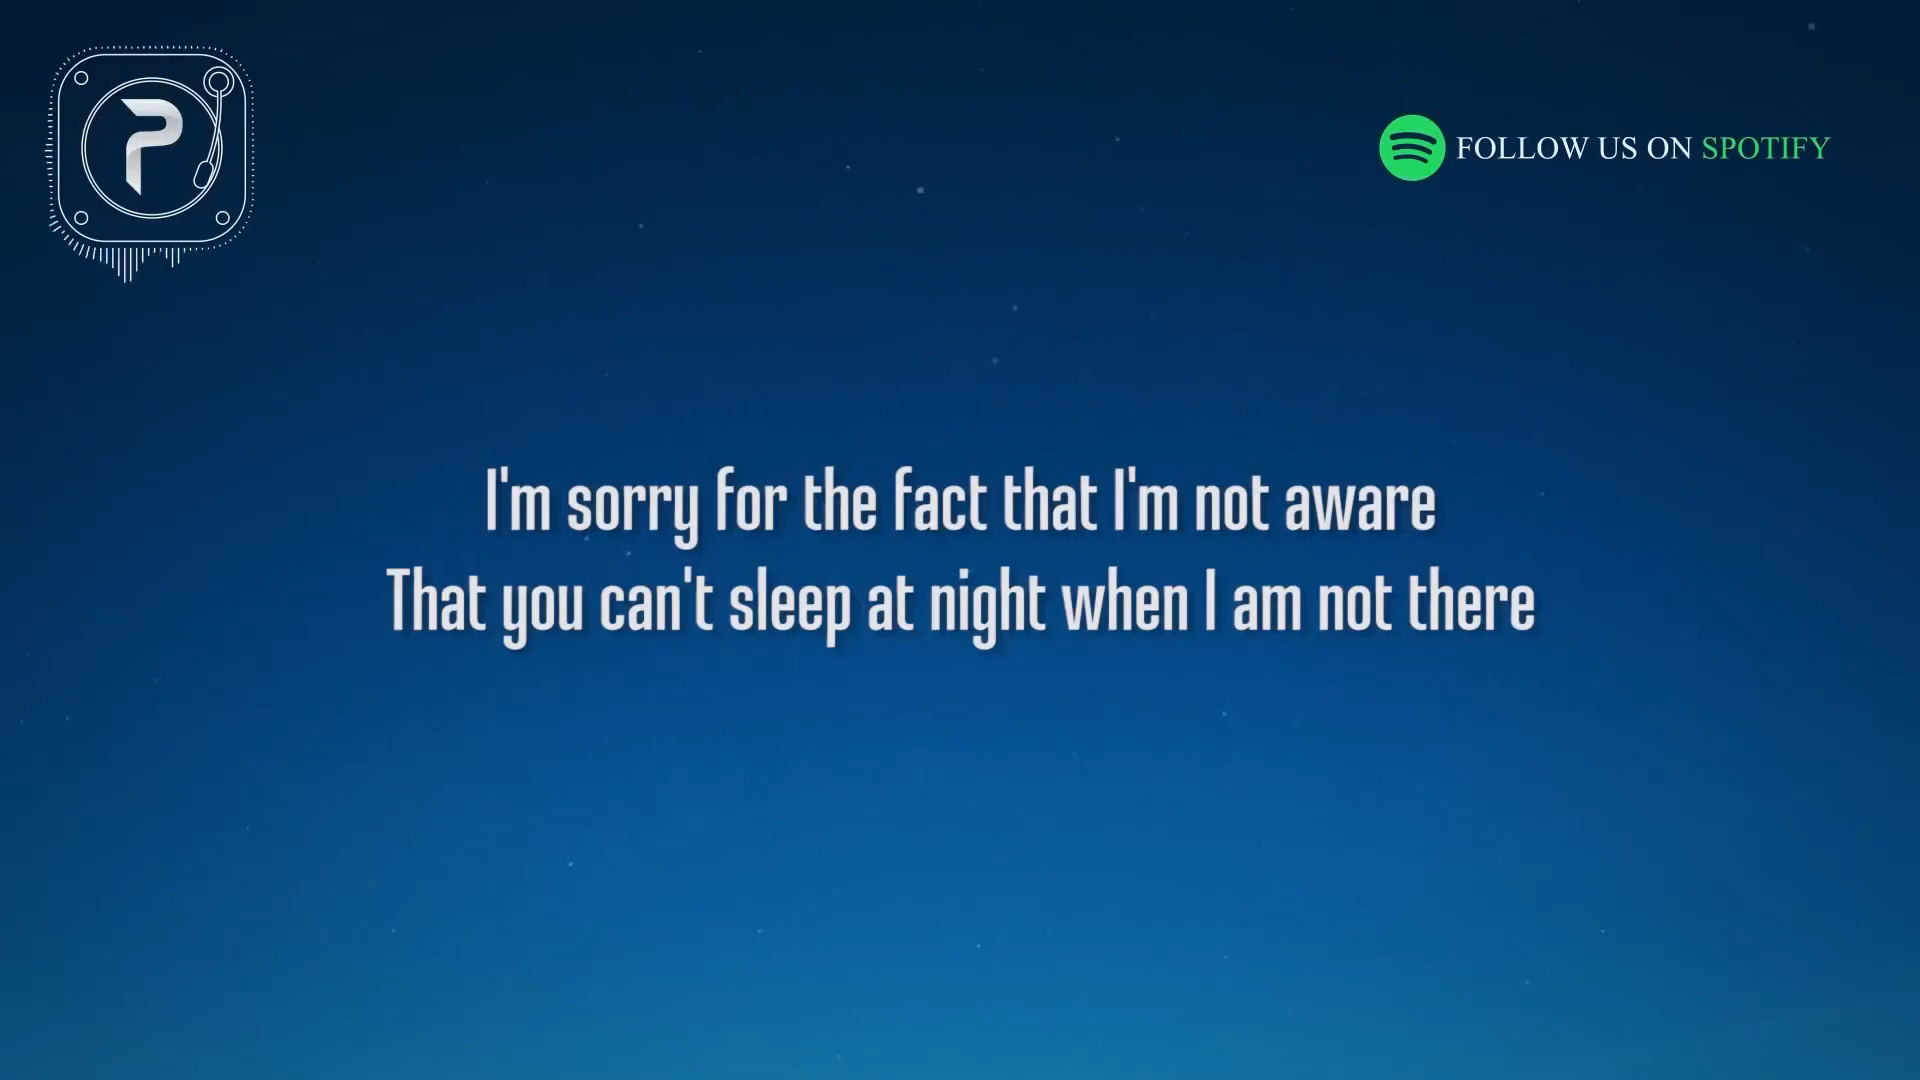 P
FOLLOW US ON SPOTIFY
I'm sorry for the fact that I'm not aware
That you can't sleep at night when I am not there